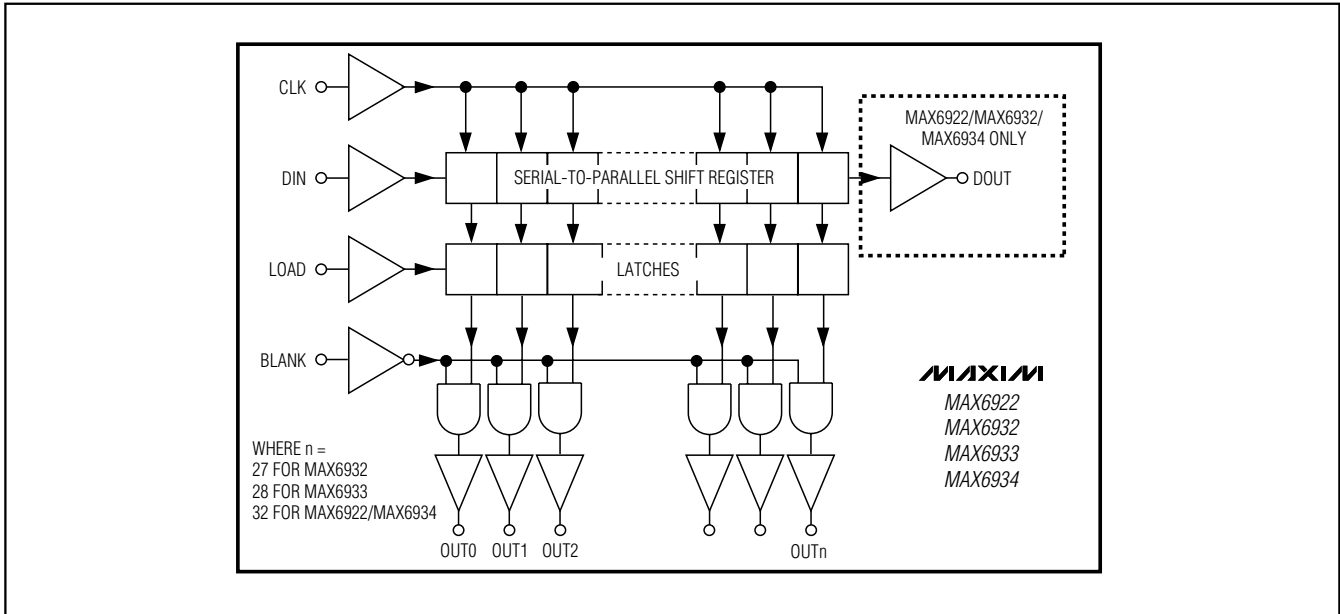 CLK
MAX6922/MAX6932/
MAX6934 ONLY
DIN
SERIAL-TO-PARALLEL SHIFT REGISTER
DOUT
LOAD
LATCHES
BLANK
MAXIM
MAX6922
MAX6932
MAX6933
MAX6934
WHERE n =
27 FOR MAX6932
28 FOR MAX6933
32 FOR MAX6922/MAX6934
OUT0 OUT1 OUT2 OUTn